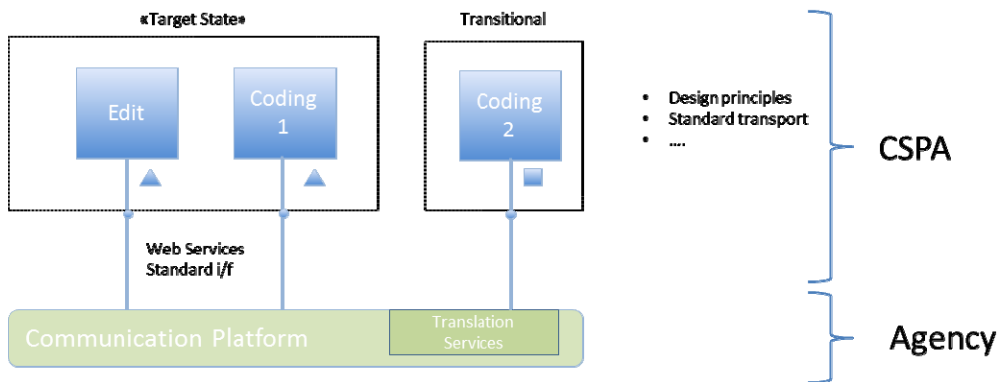 «Target State»
Transitional
Edit
Coding
1
Coding
2
• Design principles
• Standard transport
• ....
CSPA
Web Services
Standard i/f
Communication Platform
Translation
Services
Agency